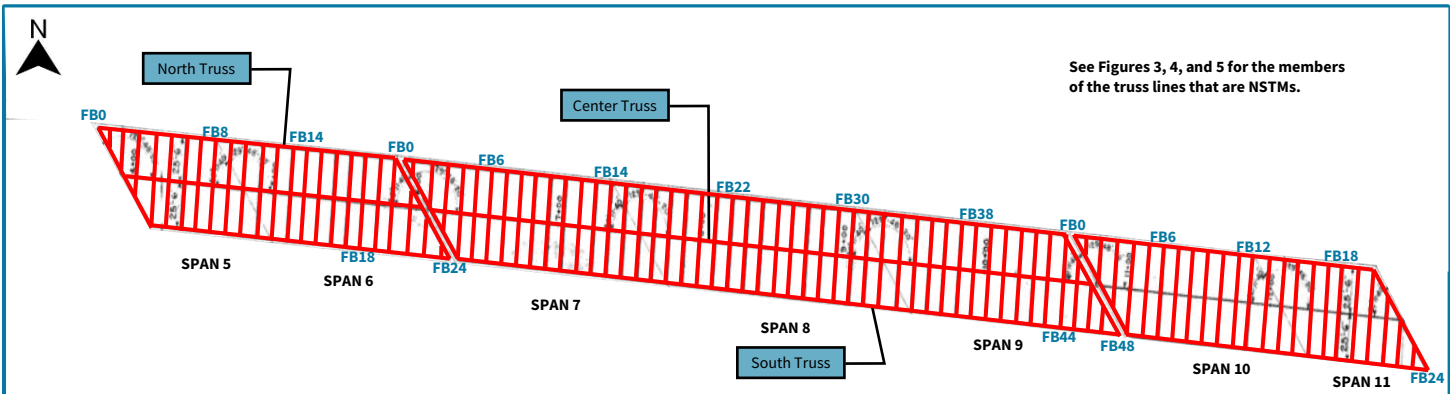 N
North Truss
See Figures 3, 4, and 5 for the members
of the truss lines that are NSTMs.
Center Truss
FB0
FB8
FB14
FB0
FB6
FB14
FB22
FB30
FB38
FB0
FB6
FB12
FB18
SPAN 5
FB18
FB24
SPAN 6
SPAN 7
SPAN 8
FB44
FB48
SPAN 9
South Truss
SPAN 10
SPAN 11
FB24